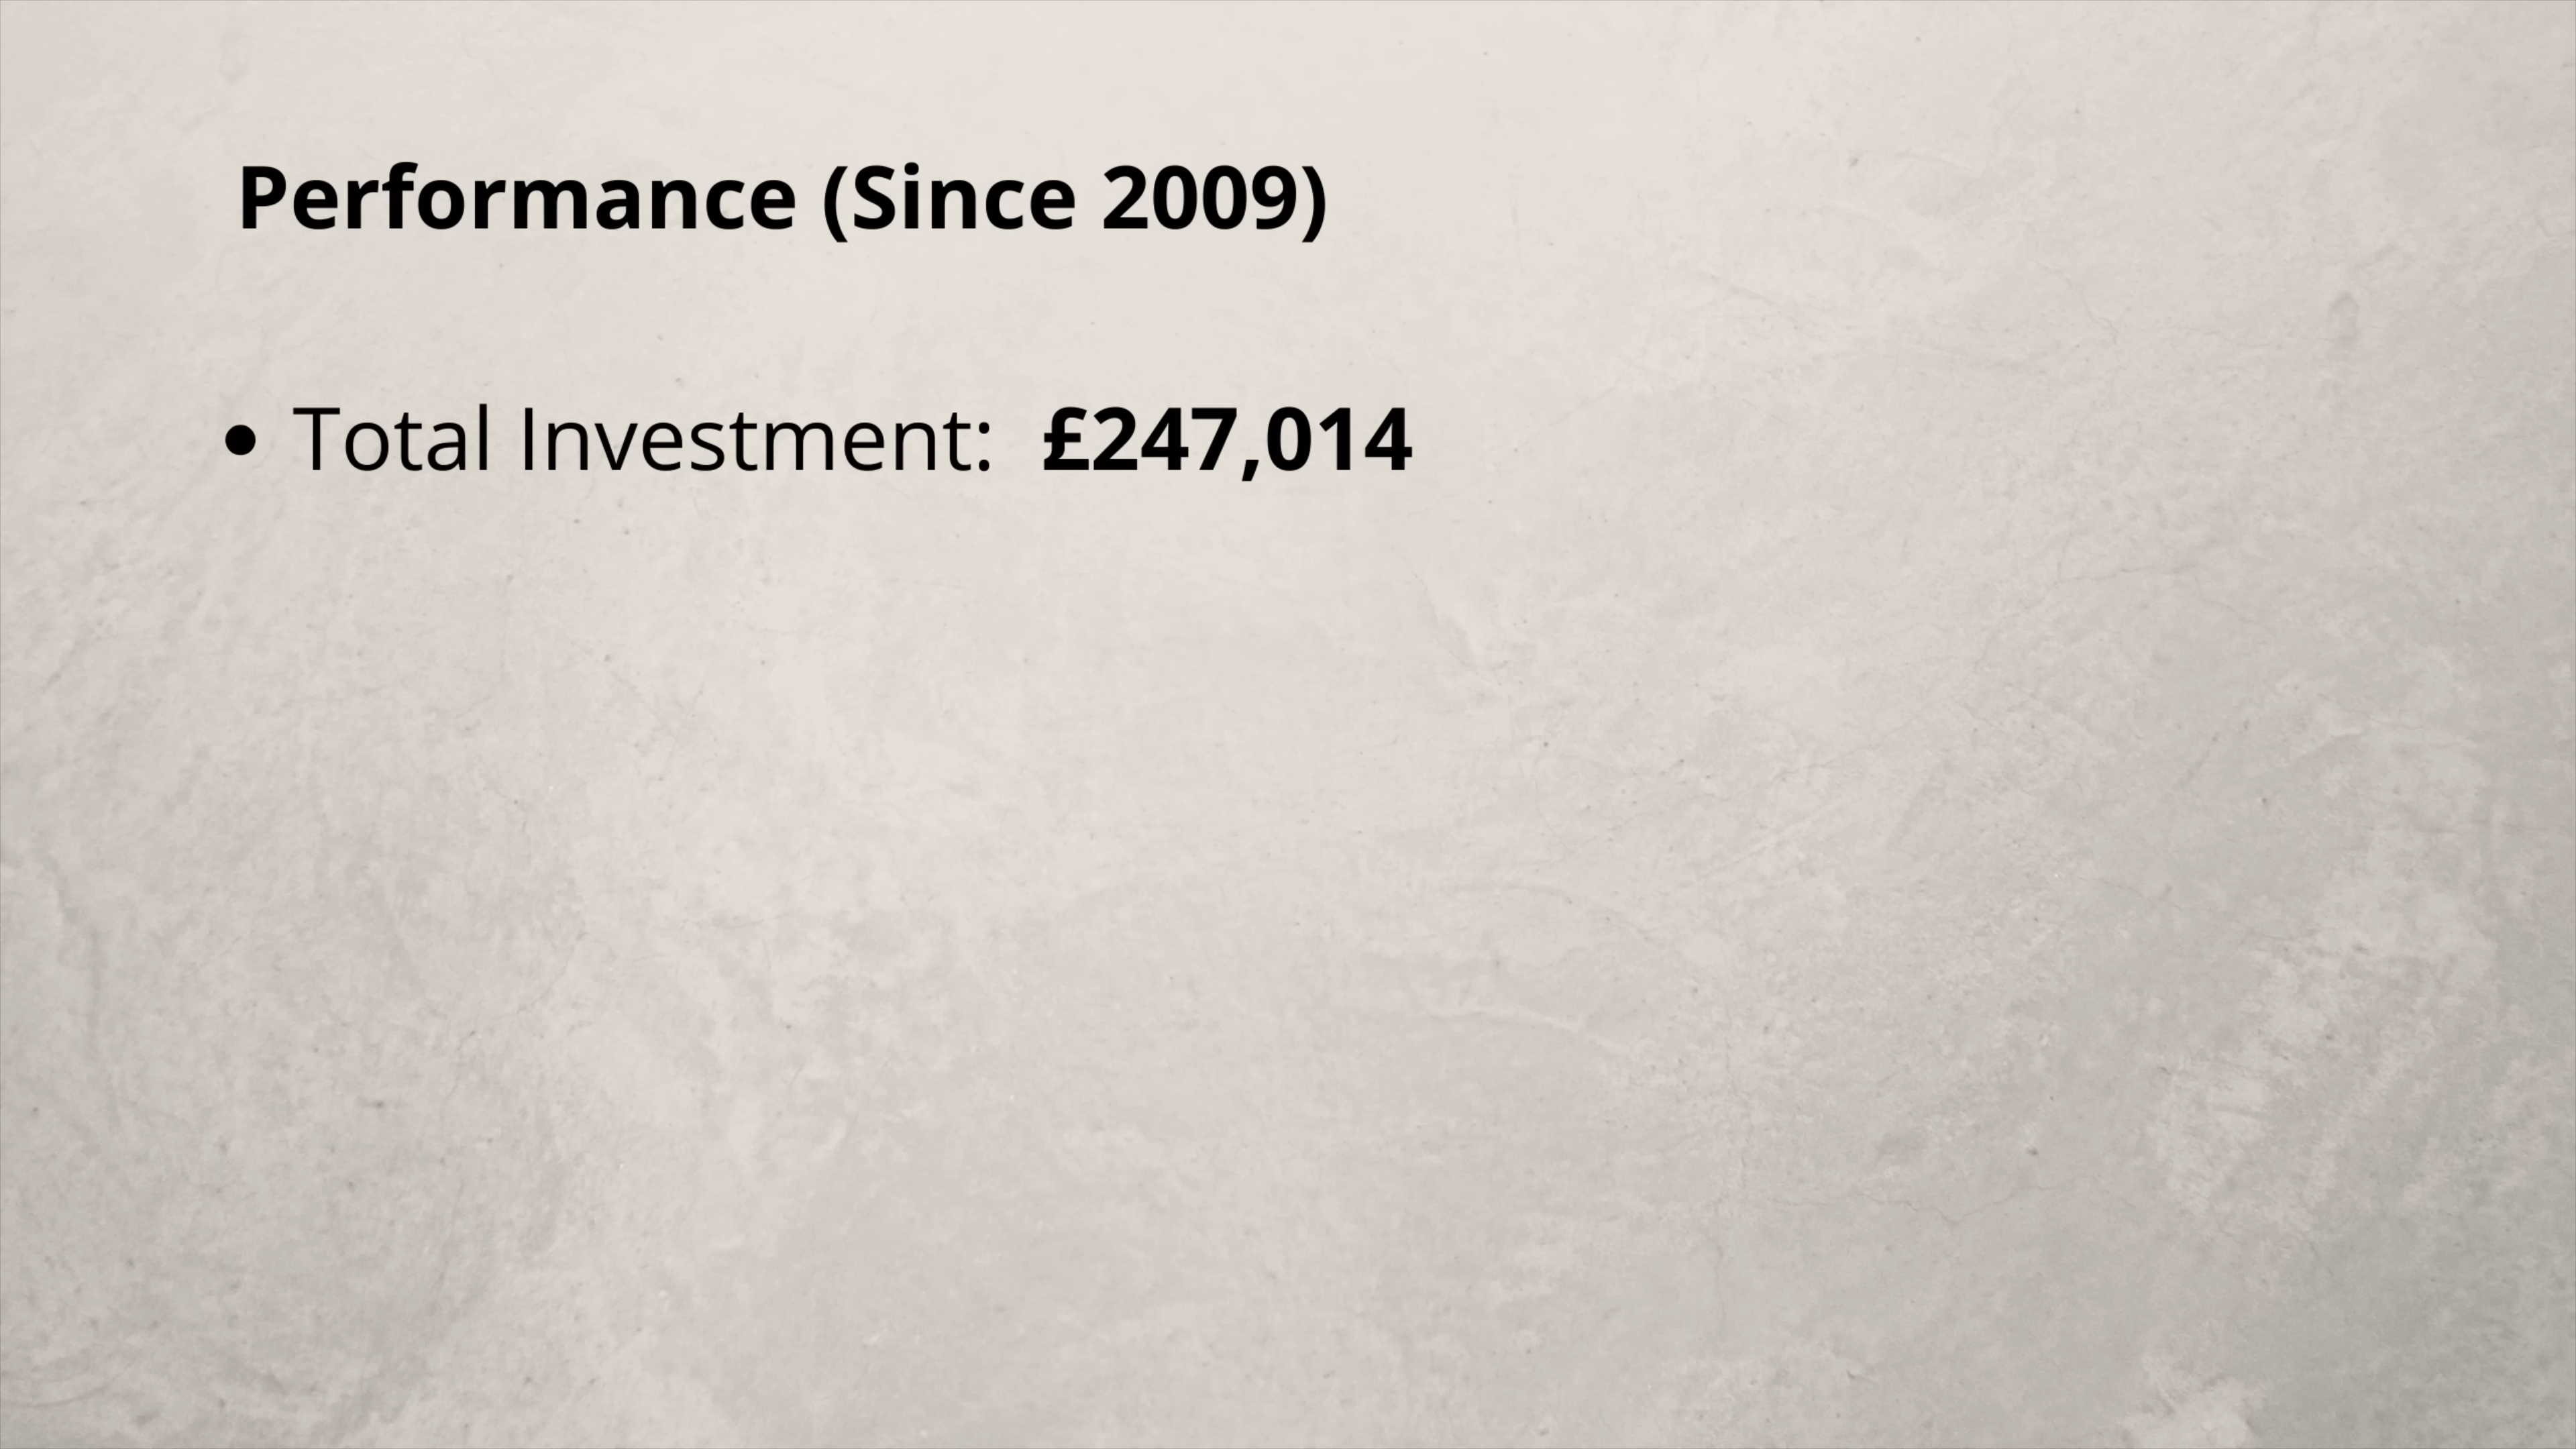 Performance (Since 2009)
• Total Investment: £247,014